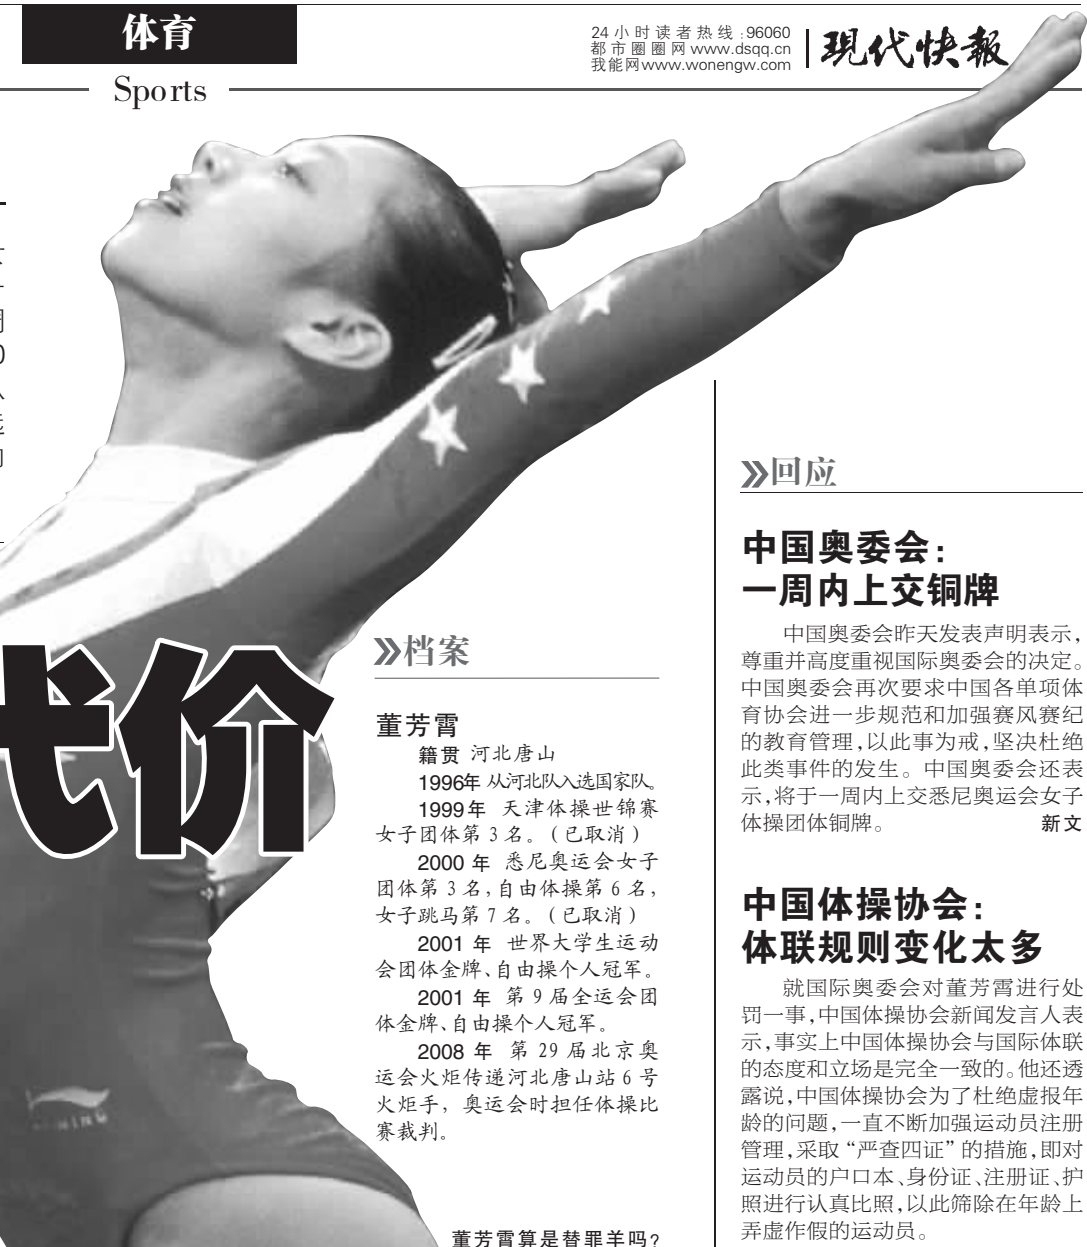 体育
Sports
24小时读者热线:96060
都市圈圈网www.dsqq.cn
我能网www.wonengw.com
现代快報
代价
档案
董芳霄
籍贯 河北唐山
1996年 从河北队入选国家队。
1999年 天津体操世锦赛
女子团体第3名。(已取消)
2000年 悉尼奥运会女子
团体第3名,自由体操第6名,
女子跳马第7名。(已取消)
2001年 世界大学生运动
会团体金牌、自由操个人冠军。
2001年 第9届全运会团
体金牌、自由操个人冠军。
2008年 第29届北京奥
运会火炬传递河北唐山站6号
火炬手,奥运会时担任体操比
赛裁判。
董芳霄算是替罪羊吗?
回应
中国奥委会:
一周内上交铜牌
中国奥委会昨天发表声明表示,
尊重并高度重视国际奥委会的决定。
中国奥委会再次要求中国各单项体
育协会进一步规范和加强赛风赛纪
的教育管理,以此事为戒,坚决杜绝
此类事件的发生。中国奥委会还表
示,将于一周内上交悉尼奥运会女子
体操团体铜牌。 新文
中国体操协会:
体联规则变化太多
就国际奥委会对董芳霄进行处
罚一事,中国体操协会新闻发言人表
示,事实上中国体操协会与国际体联
的态度和立场是完全一致的。他还透
露说,中国体操协会为了杜绝虚报年
龄的问题,一直不断加强运动员注册
管理,采取“严查四证”的措施,即对
运动员的户口本、身份证、注册证、护
照进行认真比照,以此筛除在年龄上
弄虚作假的运动员。